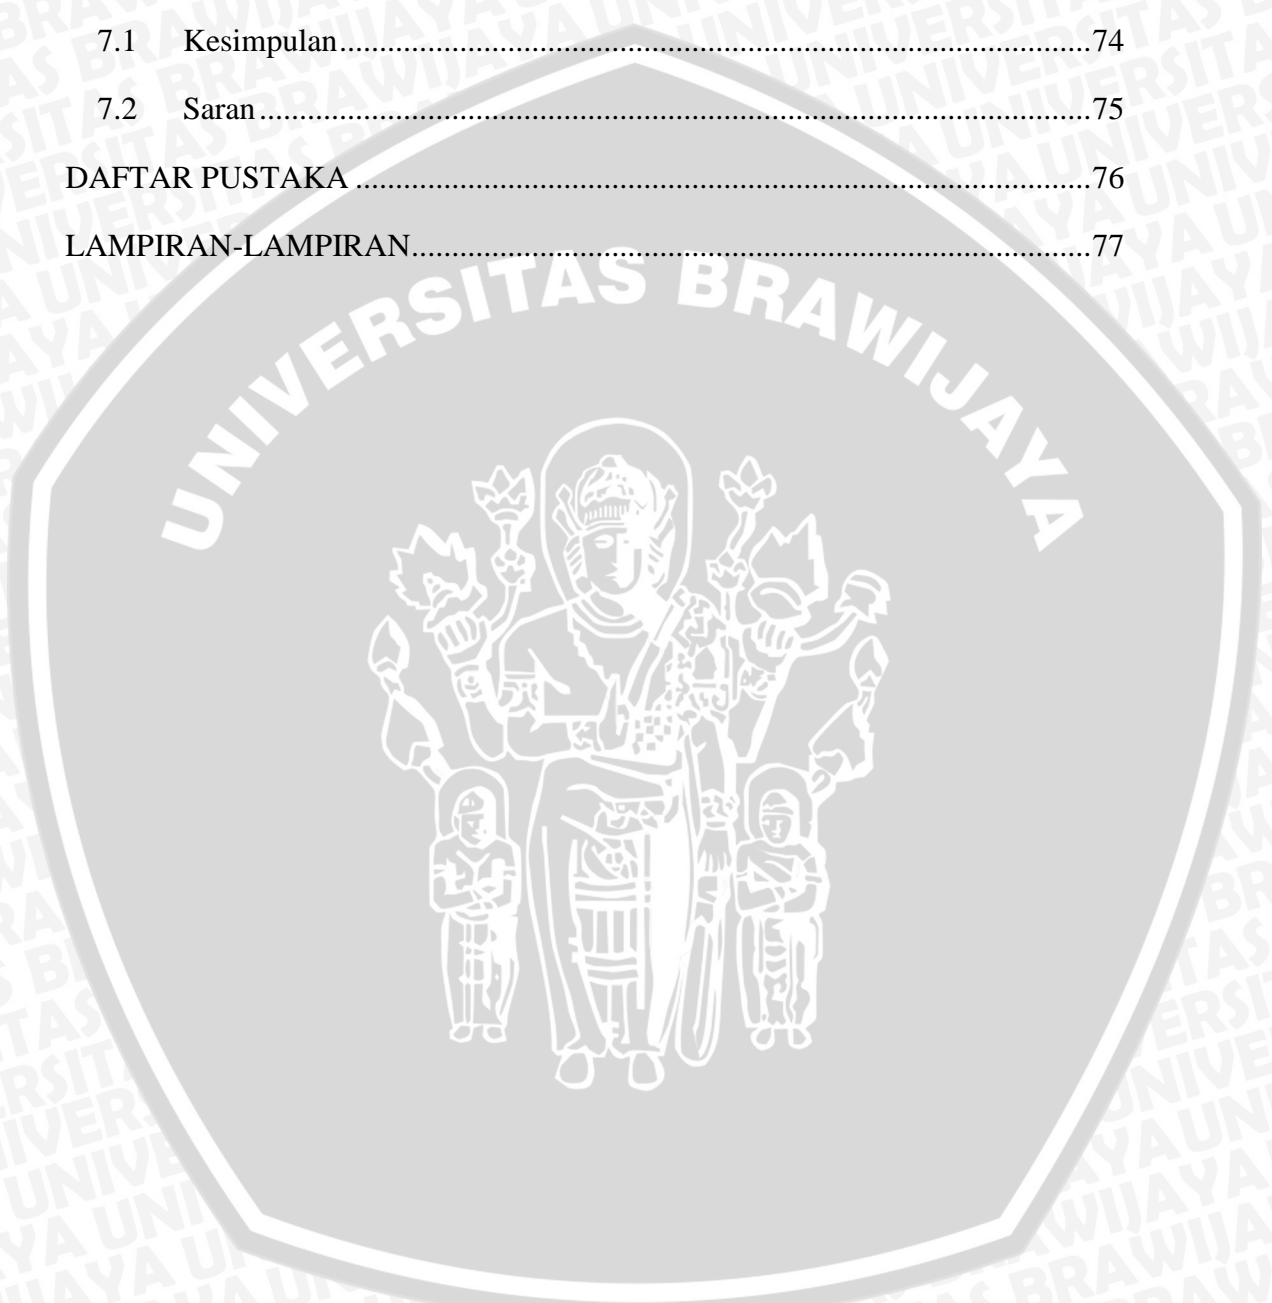 7.1 Kesimpulan..............................................................................................74
7.2 Saran........................................................................................................75
DAFTAR PUSTAKA............................................................................................76
LAMPIRAN-LAMPIRAN.....................................................................................77
UNIVERSITAS BRAWIJAYA